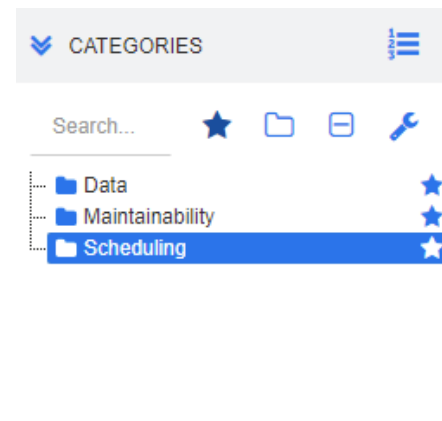 CATEGORIES
Search...
Data
Maintainability
Scheduling